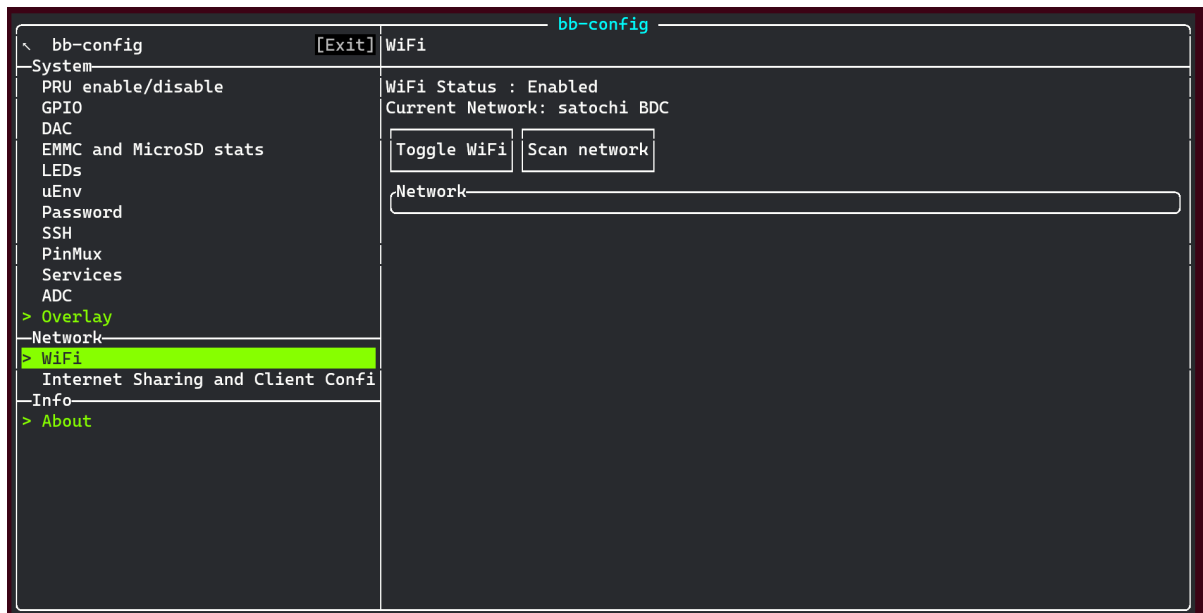 bb-config
↖ bb-config [Exit]
System
PRU enable/disable
GPIO
DAC
EMMC and MicroSD stats
LEDs
uEnv
Password
SSH
PinMux
Services
ADC
> Overlay
Network
> WiFi
Internet Sharing and Client Confi
Info
> About
WiFi
WiFi Status : Enabled
Current Network: satochi BDC
Toggle WiFi Scan network
Network